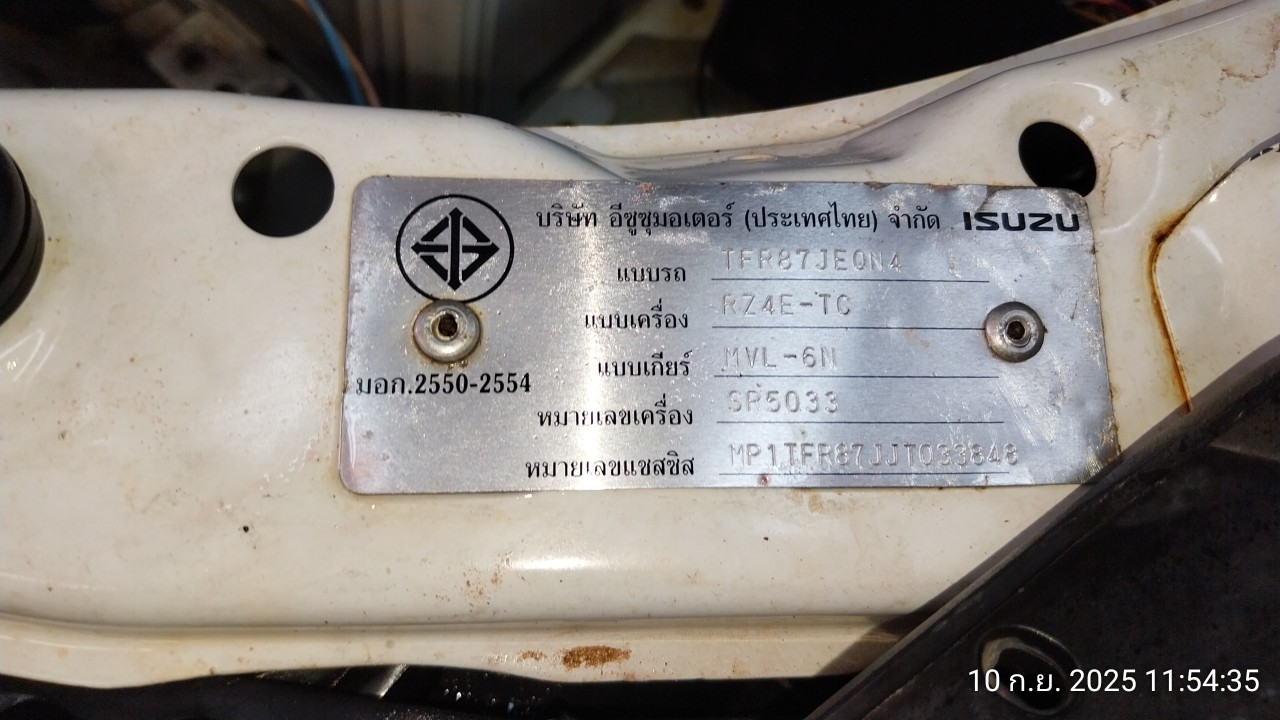 บริษัท อีซูซุมอเตอร์ (ประเทศไทย) จำกัด ISUZU
แบบรถ TFR87JEQN4
แบบเครื่อง RZ4E-TC
แบบเกียร์ MVL-6N
มอก.2550-2554
หมายเลขเครื่อง SP5033
หมายเลขแชสซิส MP1TFR87JJT033848
10 ก.ย. 2025 11:54:35